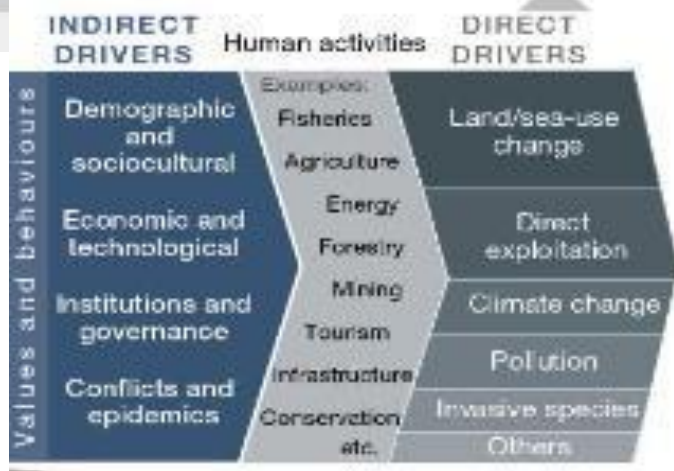 INDIRECT
DRIVERS
Human activities
DIRECT
DRIVERS
Values and behaviours
Demographic
and
sociocultural
Economic and
technological
Institutions and
governance
Conflicts and
epidemics
Examples:
Fisheries
Agriculture
Energy
Forestry
Mining
Tourism
Infrastructure
Conservation
etc.
Land/sea-use
change
Direct
exploitation
Climate change
Pollution
Invasive species
Others